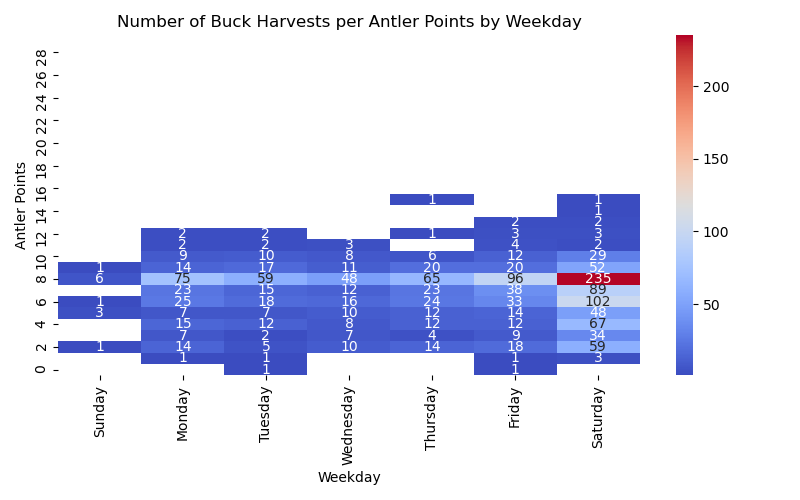 Number of Buck Harvests per Antler Points by Weekday
Antler Points
28
26
24
22
20
18
16
1 1
14
1
2 2
12
2 2 1 3 3
2 2 3 4 2
10
9 10 8 6 12 29
1 14 17 11 20 20 52
8
6 75 59 48 65 96 235
23 15 12 23 38 89
6
1 25 18 16 24 33 102
3 7 7 10 12 14 48
4
15 12 8 12 12 67
7 2 7 4 9 34
2
1 14 5 10 14 18 59
1 1 1 3
0
1 1
Sunday
Monday
Tuesday
Wednesday
Thursday
Friday
Saturday
Weekday
200
150
100
50